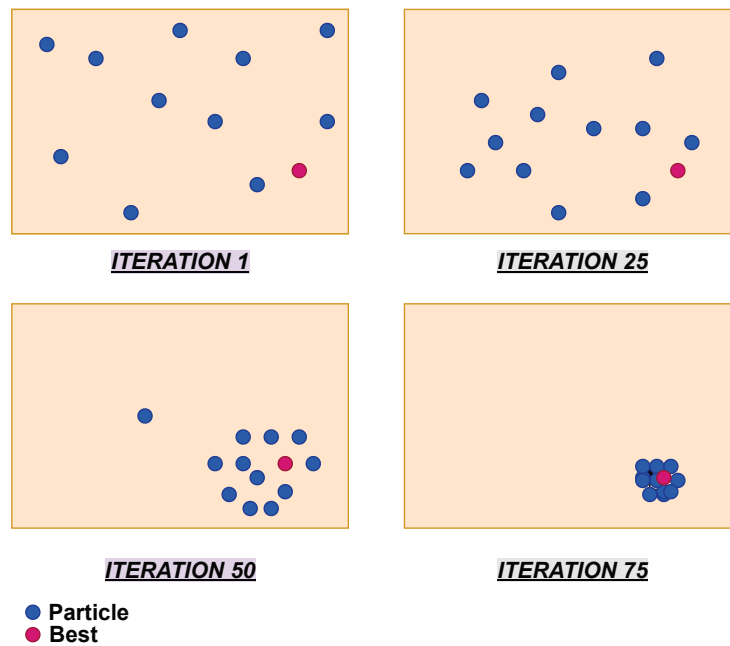 ITERATION 1
ITERATION 25
ITERATION 50
ITERATION 75
Particle
Best